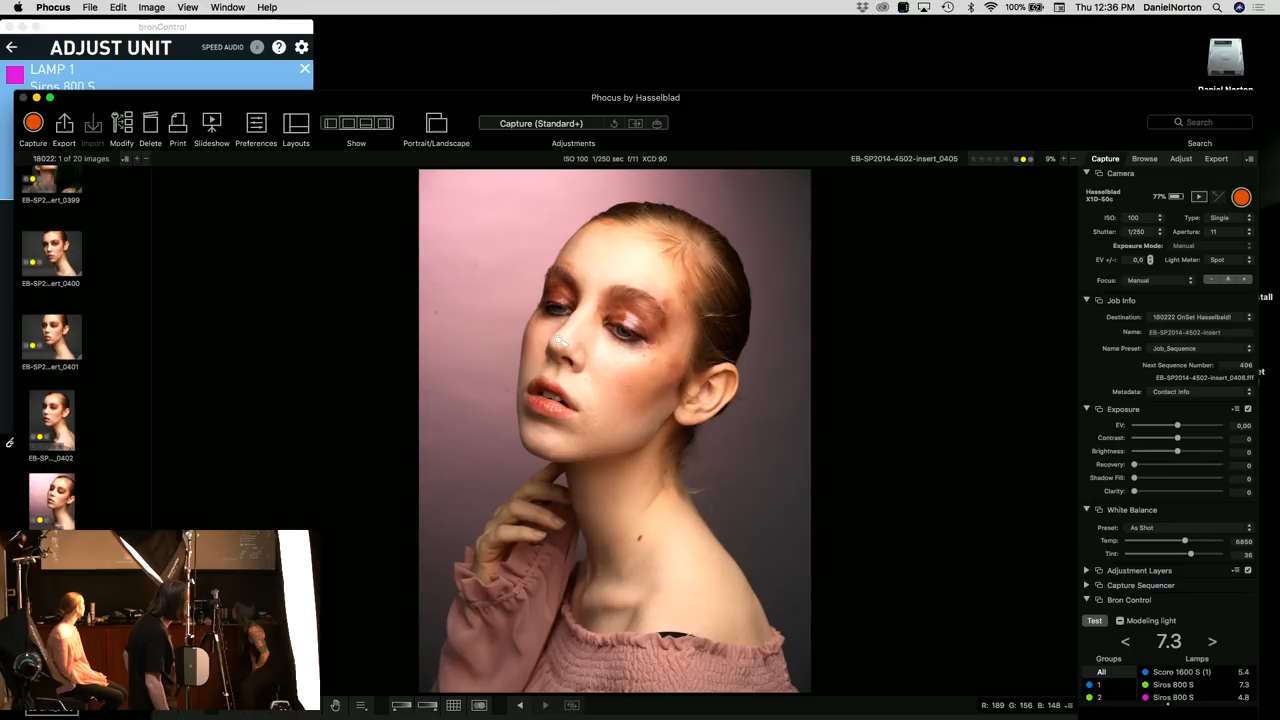 Phocus File Edit Image View Window Help
100% Thu 12:36 PM DanielNorton
bronControl
ADJUST UNIT SPEED AUDIO
LAMP 1
Siros 800 S
Daniel Norton
Phocus by Hasselblad
Capture Export Import Modify Delete Print Slideshow Preferences Layouts Show Portrait/Landscape Capture (Standard+) Adjustments Search
Search
18022: 1 of 20 images
ISO 100 1/250 sec f/11 XCD 90
EB-SP2014-4502-insert_0405
9%
Capture Browse Adjust Export
EB-SP2...ert_0399
EB-SP2...ert_0400
EB-SP2...ert_0401
EB-SP..._0402
Camera
Hasselblad
X1D-50c
77%
ISO: 100 Type: Single
Shutter: 1/250 Aperture: 11
Exposure Mode: Manual
EV +/-: 0,0 Light Meter: Spot
Focus: Manual - A +
Job Info
Destination: 180222 OnSet Hasselbald!
Name: EB-SP2014-4502-insert
Name Preset: Job_Sequence
Next Sequence Number: 406
EB-SP2014-4502-insert_0406.fff
Metadata: Contact info
Exposure
EV: 0,00
Contrast: 0
Brightness: 0
Recovery: 0
Shadow Fill: 0
Clarity: 0
White Balance
Preset: As Shot
Temp: 6850
Tint: 36
Adjustment Layers
Capture Sequencer
Bron Control
Test Modeling light
< 7.3 >
Groups Lamps
All Scoro 1600 S (1) 5.4
1 Siros 800 S 7.3
2 Siros 800 S 4.8
R: 189 G: 156 B: 148